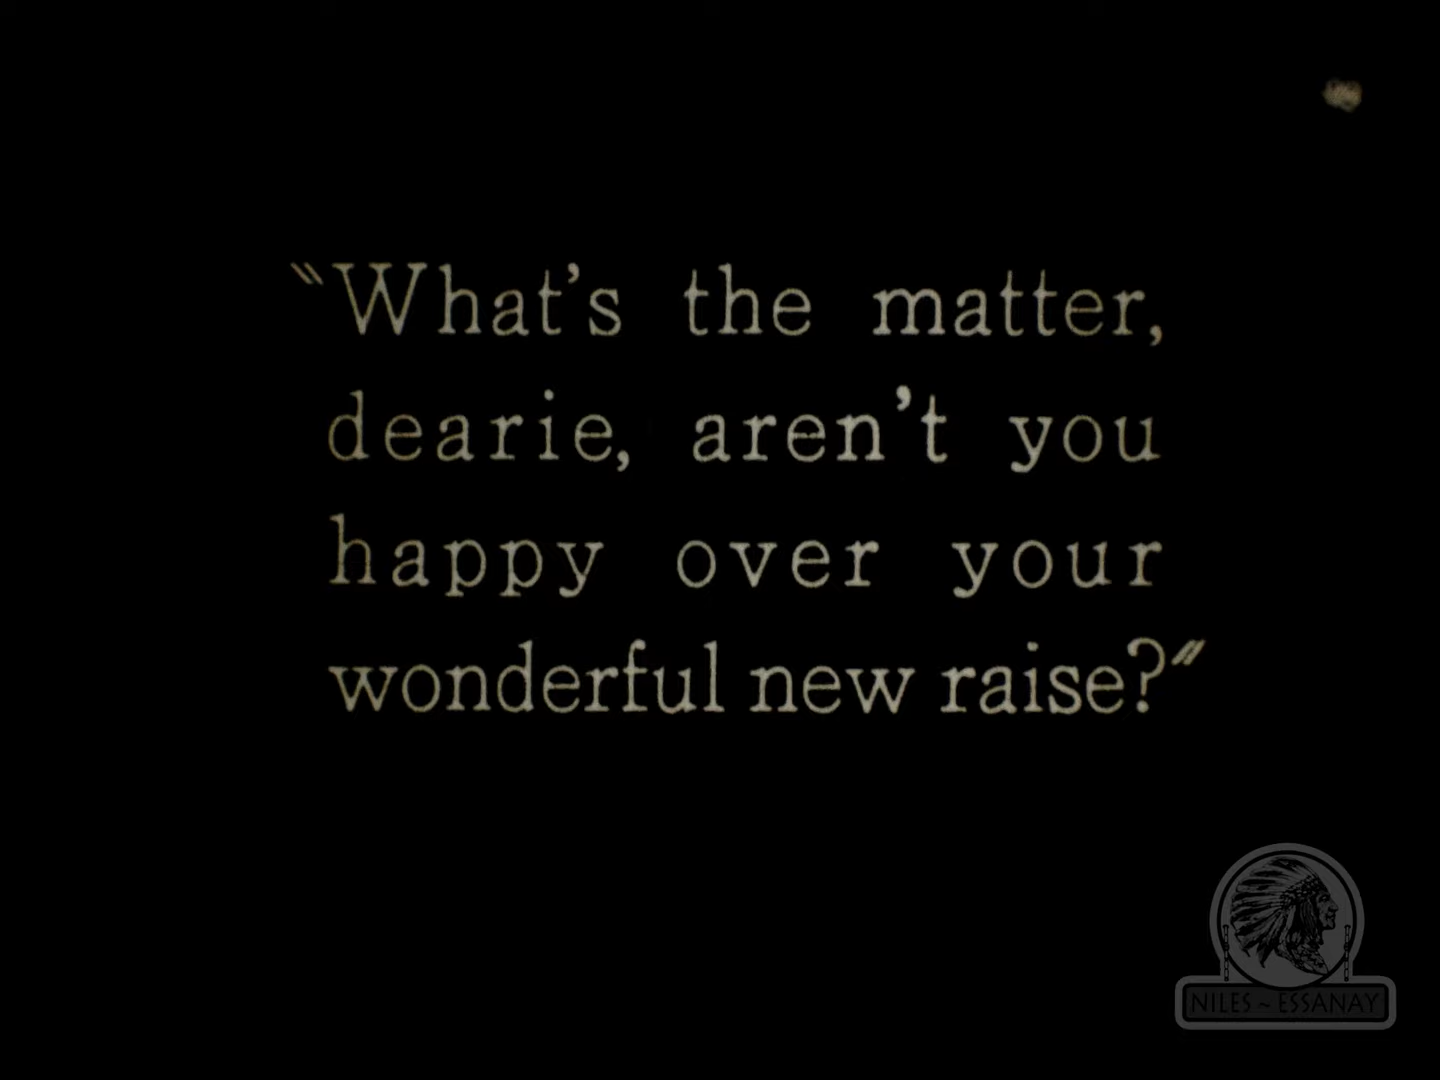 "What's the matter,
dearie, aren't you
happy over your
wonderful new raise?"
NILES ~ ESSANAY